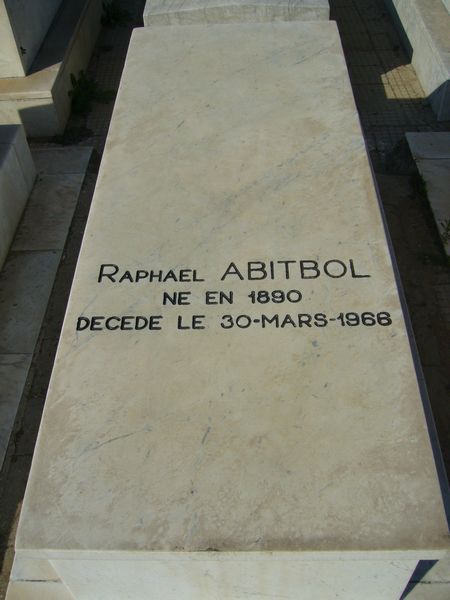 RAPHAEL ABITBOL
NE EN 1890
DECEDE LE 30-MARS-1966